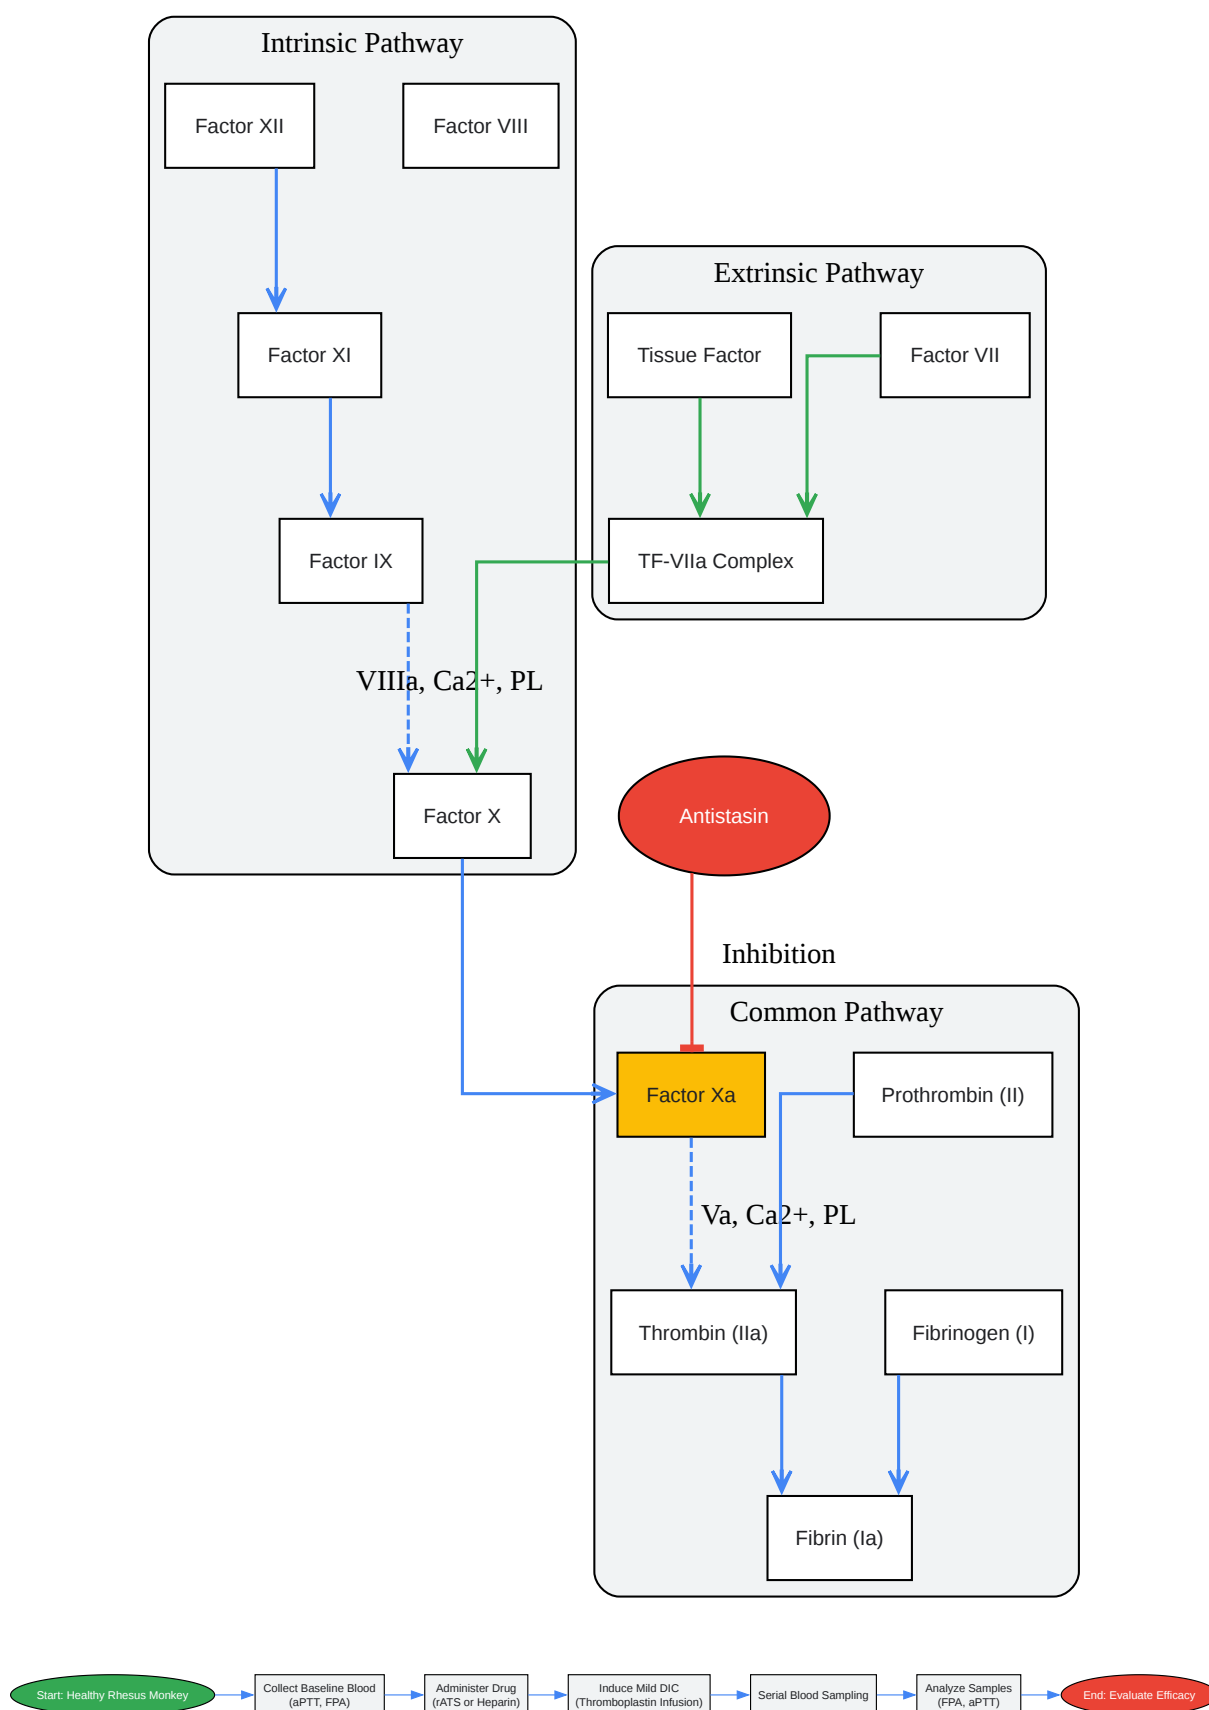 Intrinsic Pathway
Factor XII
Factor VIII
Extrinsic Pathway
Factor XI
Tissue Factor
Factor VII
Factor IX
TF-VIIa Complex
VIIIa, Ca2+, PL
Factor X
Antistasin
Inhibition
Common Pathway
Factor Xa
Prothrombin (II)
Va, Ca2+, PL
Thrombin (IIa)
Fibrinogen (I)
Fibrin (Ia)
Start: Healthy Rhesus Monkey
Collect Baseline Blood
(aPTT, FPA)
Administer Drug
(rATS or Heparin)
Induce Mild DIC
(Thromboplastin Infusion)
Serial Blood Sampling
Analyze Samples
(FPA, aPTT)
End: Evaluate Efficacy